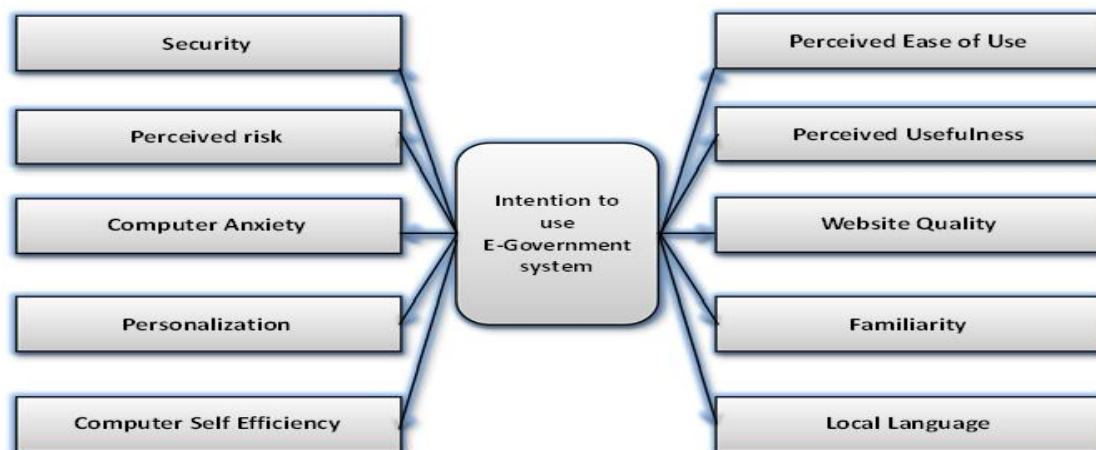 Security
Perceived risk
Computer Anxiety
Personalization
Computer Self Efficiency
Intention to
use
E-Government
system
Perceived Ease of Use
Perceived Usefulness
Website Quality
Familiarity
Local Language